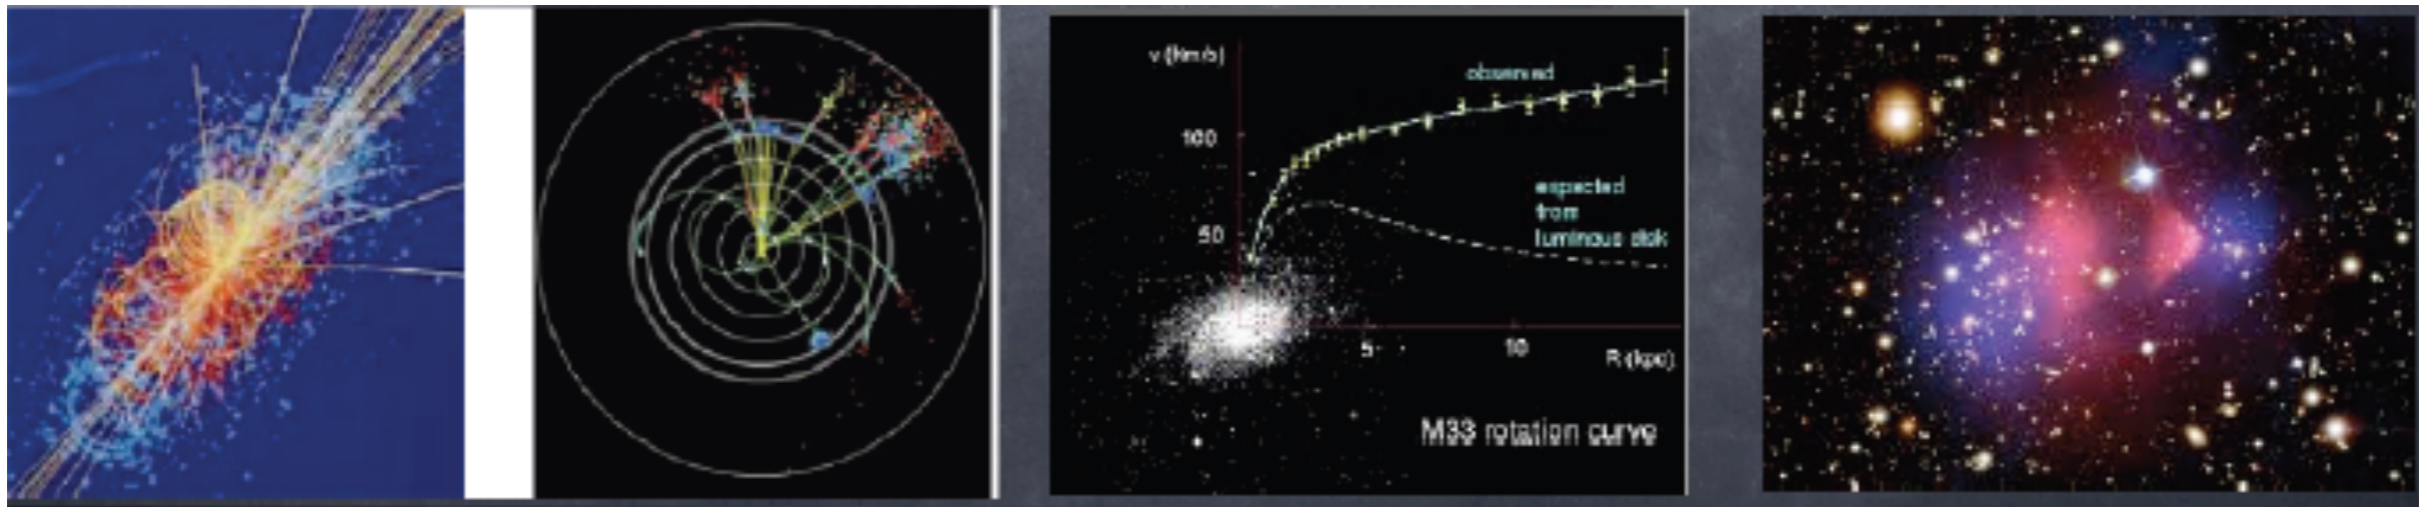 v (km/s)
observed
100
expected
from
luminous disk
50
5
10
R (kpc)
M33 rotation curve